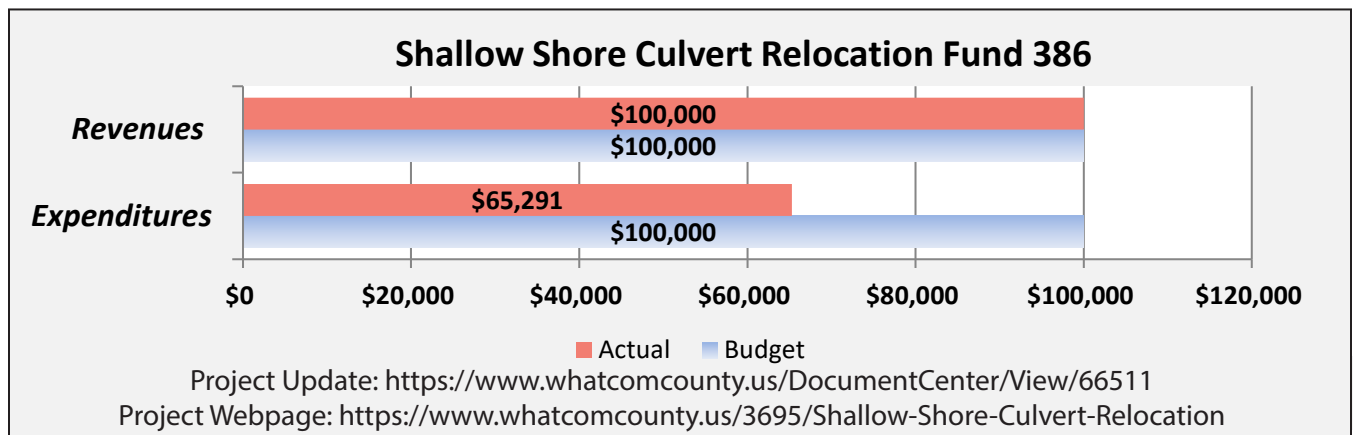 Shallow Shore Culvert Relocation Fund 386
Revenues
$100,000
$100,000
Expenditures
$65,291
$100,000
$0 $20,000 $40,000 $60,000 $80,000 $100,000 $120,000
Actual Budget
Project Update: https://www.whatcomcounty.us/DocumentCenter/View/66511
Project Webpage: https://www.whatcomcounty.us/3695/Shallow-Shore-Culvert-Relocation